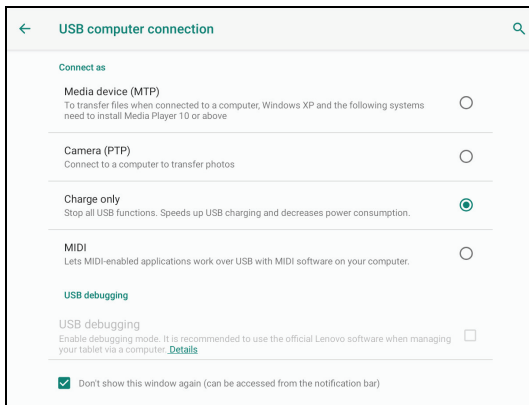 USB computer connection
Connect as
Media device (MTP)
To transfer files when connected to a computer, Windows XP and the following systems
need to install Media Player 10 or above
Camera (PTP)
Connect to a computer to transfer photos
Charge only
Stop all USB functions. Speeds up USB charging and decreases power consumption.
MIDI
Lets MIDI-enabled applications work over USB with MIDI software on your computer.
USB debugging
USB debugging
Enable debugging mode. It is recommended to use the official Lenovo software when managing
your tablet via a computer. Details
Don't show this window again (can be accessed from the notification bar)